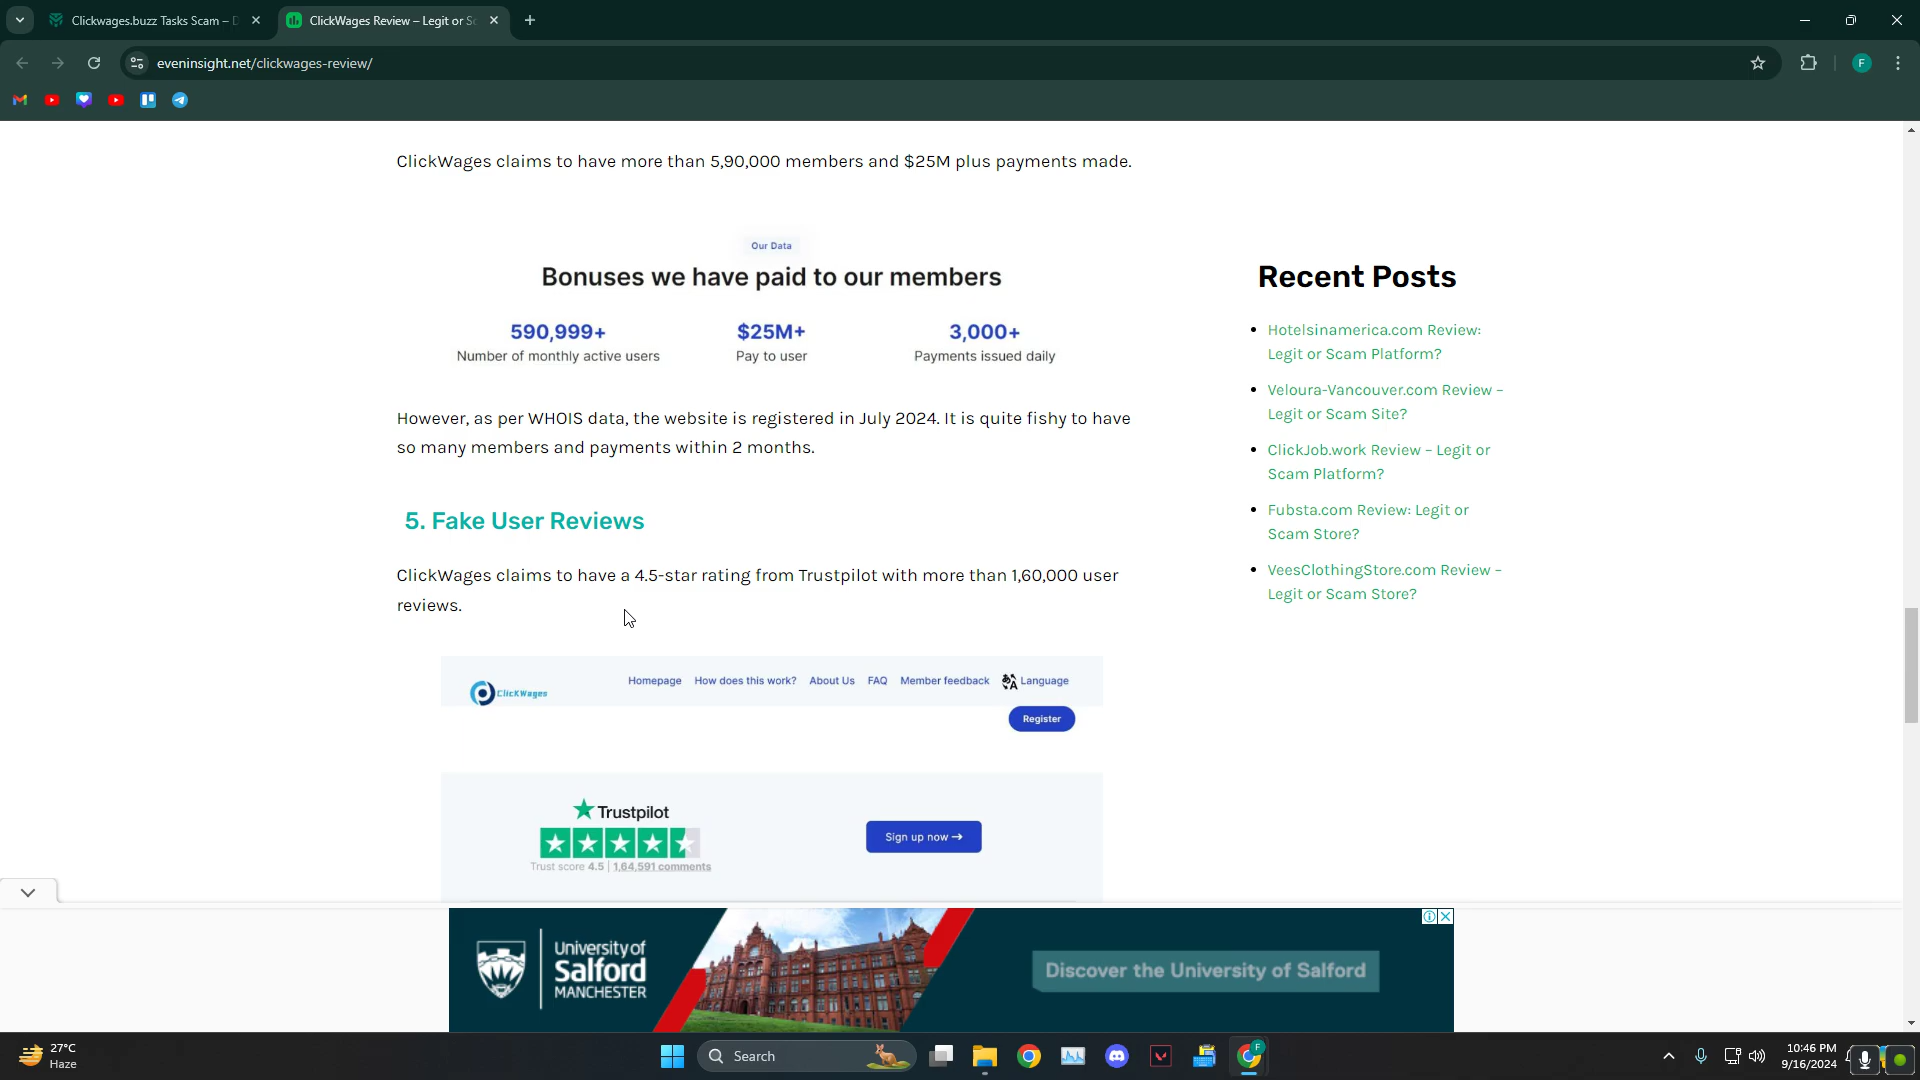 Clickwages.buzz Tasks Scam – D
ClickWages Review – Legit or Sc
eveninsight.net/clickwages-review/
F
ClickWages claims to have more than 5,90,000 members and $25M plus payments made.
Our Data
Bonuses we have paid to our members
590,999+ $25M+ 3,000+
Number of monthly active users Pay to user Payments issued daily
However, as per WHOIS data, the website is registered in July 2024. It is quite fishy to have
so many members and payments within 2 months.
5. Fake User Reviews
ClickWages claims to have a 4.5-star rating from Trustpilot with more than 1,60,000 user
reviews.
ClickWages
Homepage How does this work? About Us FAQ Member feedback Language
Register
Trustpilot
Sign up now →
Trust score 4.5 | 1,64,591 comments
Recent Posts
Hotelsinamerica.com Review:
Legit or Scam Platform?
Veloura-Vancouver.com Review –
Legit or Scam Site?
ClickJob.work Review – Legit or
Scam Platform?
Fubsta.com Review: Legit or
Scam Store?
VeesClothingStore.com Review –
Legit or Scam Store?
University of
Salford
MANCHESTER
Discover the University of Salford
27°C
Haze
Search
F
10:46 PM
9/16/2024